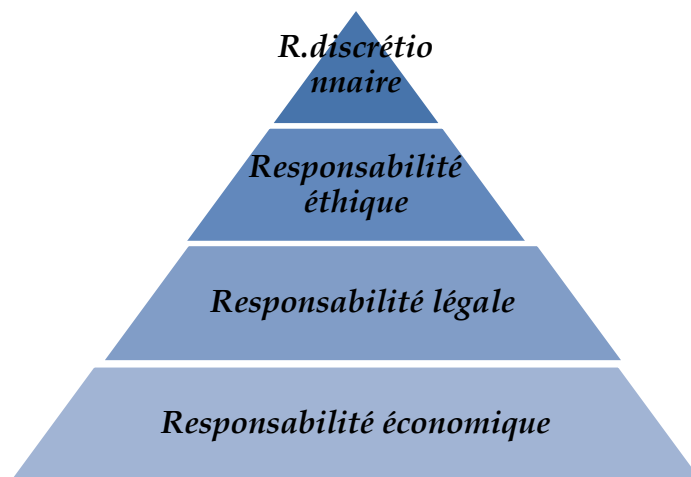 R.discrétio
nnaire
Responsabilité
éthique
Responsabilité légale
Responsabilité économique